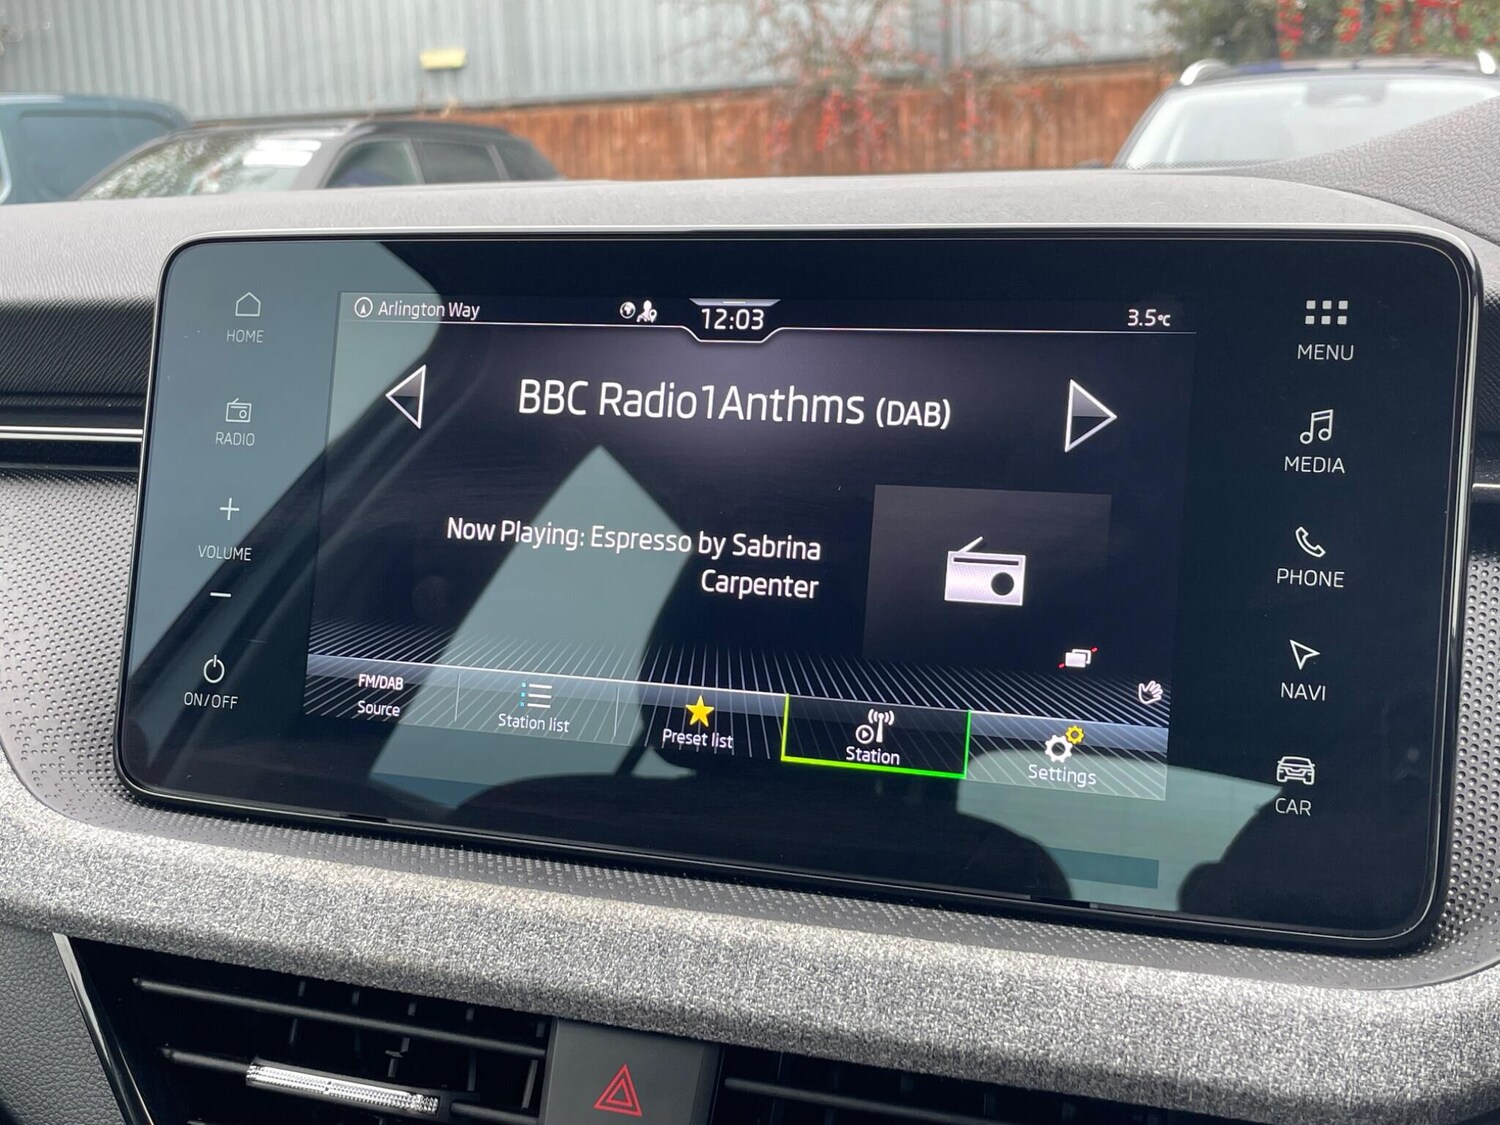 Arlington Way
12:03
3.5°C
HOME
RADIO
+
VOLUME
−
ON/OFF
BBC Radio1Anthms (DAB)
Now Playing: Espresso by Sabrina
Carpenter
FM/DAB
Source
Station list
Preset list
Station
Settings
MENU
MEDIA
PHONE
NAVI
CAR